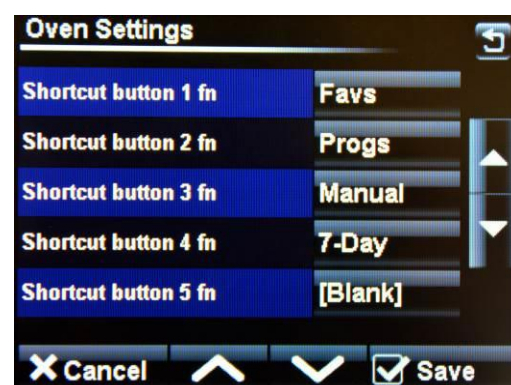 Oven Settings
Shortcut button 1 fn Favs
Shortcut button 2 fn Progs
Shortcut button 3 fn Manual
Shortcut button 4 fn 7-Day
Shortcut button 5 fn [Blank]
Cancel Save